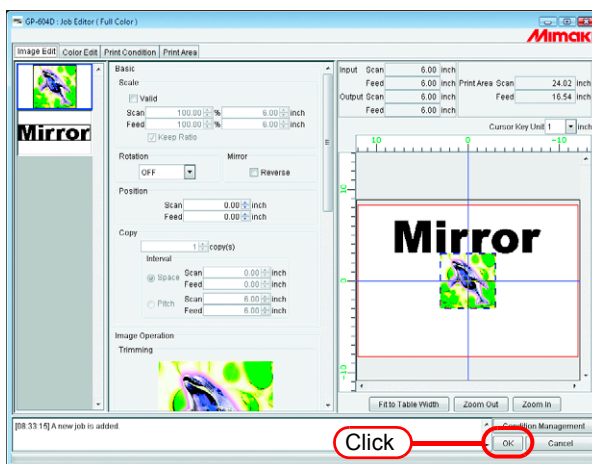 GP-604D : Job Editor ( Full Color )
Mimaki
Image Edit Color Edit Print Condition Print Area
Mirror
Basic
Scale
Valid
Scan 100.00 % 6.00 inch
Feed 100.00 % 6.00 inch
Keep Ratio
Rotation Mirror
OFF Reverse
Position
Scan 0.00 inch
Feed 0.00 inch
Copy
1 copy(s)
Interval
Space Scan 0.00 inch
Feed 0.00 inch
Pitch Scan 6.00 inch
Feed 6.00 inch
Image Operation
Trimming
Input Scan 6.00 inch
Feed 6.00 inch Print Area Scan 24.02 inch
Output Scan 6.00 inch Feed 16.54 inch
Feed 6.00 inch
Cursor Key Unit 1 inch
10 0 -10
10
0
-10
Mirror
Fit to Table Width Zoom Out Zoom In
[08:33:15] A new job is added.
Condition Management
Click
OK Cancel